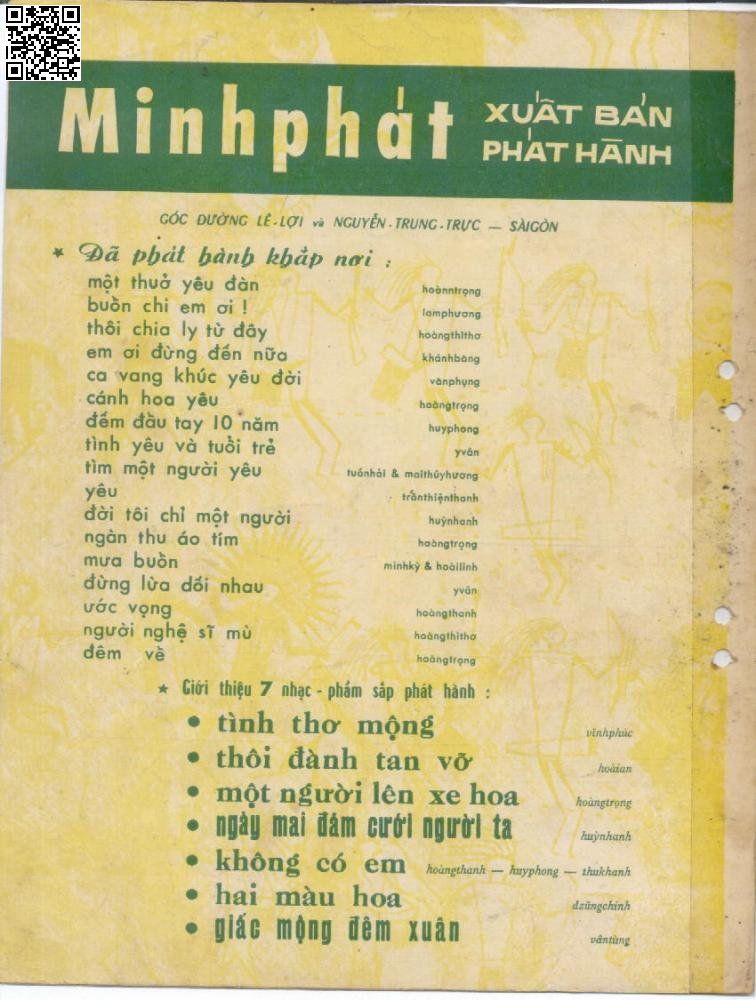 Minhphát XUẤT BẢN PHÁT HÀNH
GÓC ĐƯỜNG LÊ-LỢI và NGUYỄN-TRUNG-TRỰC — SÀIGÒN
★ Đã phát hành khắp nơi :
một thuở yêu đàn hoànntrọng
buồn chi em ơi ! lamphương
thôi chia ly từ đây hoàngthithơ
em ơi đừng đến nữa khánhbăng
ca vang khúc yêu đời vănphụng
cánh hoa yêu hoàngtrọng
đếm đầu tay 10 năm huyphong
tình yêu và tuổi trẻ yvân
tìm một người yêu tuấnhải & maithúyhương
yêu trầnthiệnthanh
đời tôi chỉ một người huỳnhanh
ngàn thu áo tím hoàngtrọng
mưa buồn minhkỳ & hoàilinh
đừng lừa dối nhau yvân
ước vọng hoàngthanh
người nghệ sĩ mù hoàngthithơ
đêm về hoàngtrọng
★ Giới thiệu 7 nhạc - phẩm sắp phát hành :
• tình thơ mộng vĩnhphúc
• thôi đành tan vỡ hoàian
• một người lên xe hoa hoàngtrọng
• ngày mai đám cưới người ta huỳnhanh
• không có em hoàngthanh — huyphong — thukhanh
• hai màu hoa dzũngchinh
• giấc mộng đêm xuân vântùng